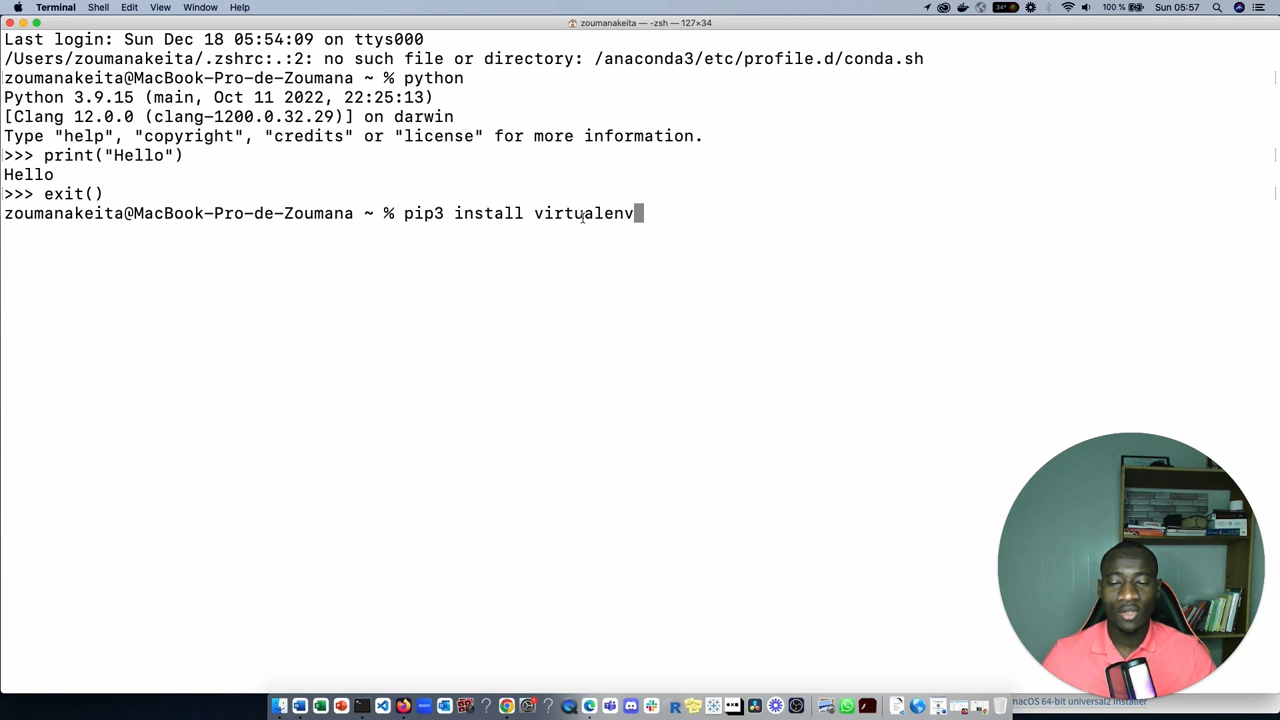 Terminal Shell Edit View Window Help
34° 100 % Sun 05:57
zoumanakeita — -zsh — 127×34
Last login: Sun Dec 18 05:54:09 on ttys000
/Users/zoumanakeita/.zshrc:.:2: no such file or directory: /anaconda3/etc/profile.d/conda.sh
zoumanakeita@MacBook-Pro-de-Zoumana ~ % python
Python 3.9.15 (main, Oct 11 2022, 22:25:13)
[Clang 12.0.0 (clang-1200.0.32.29)] on darwin
Type "help", "copyright", "credits" or "license" for more information.
>>> print("Hello")
Hello
>>> exit()
zoumanakeita@MacBook-Pro-de-Zoumana ~ % pip3 install virtualenv
macOS 64-bit universal2 installer